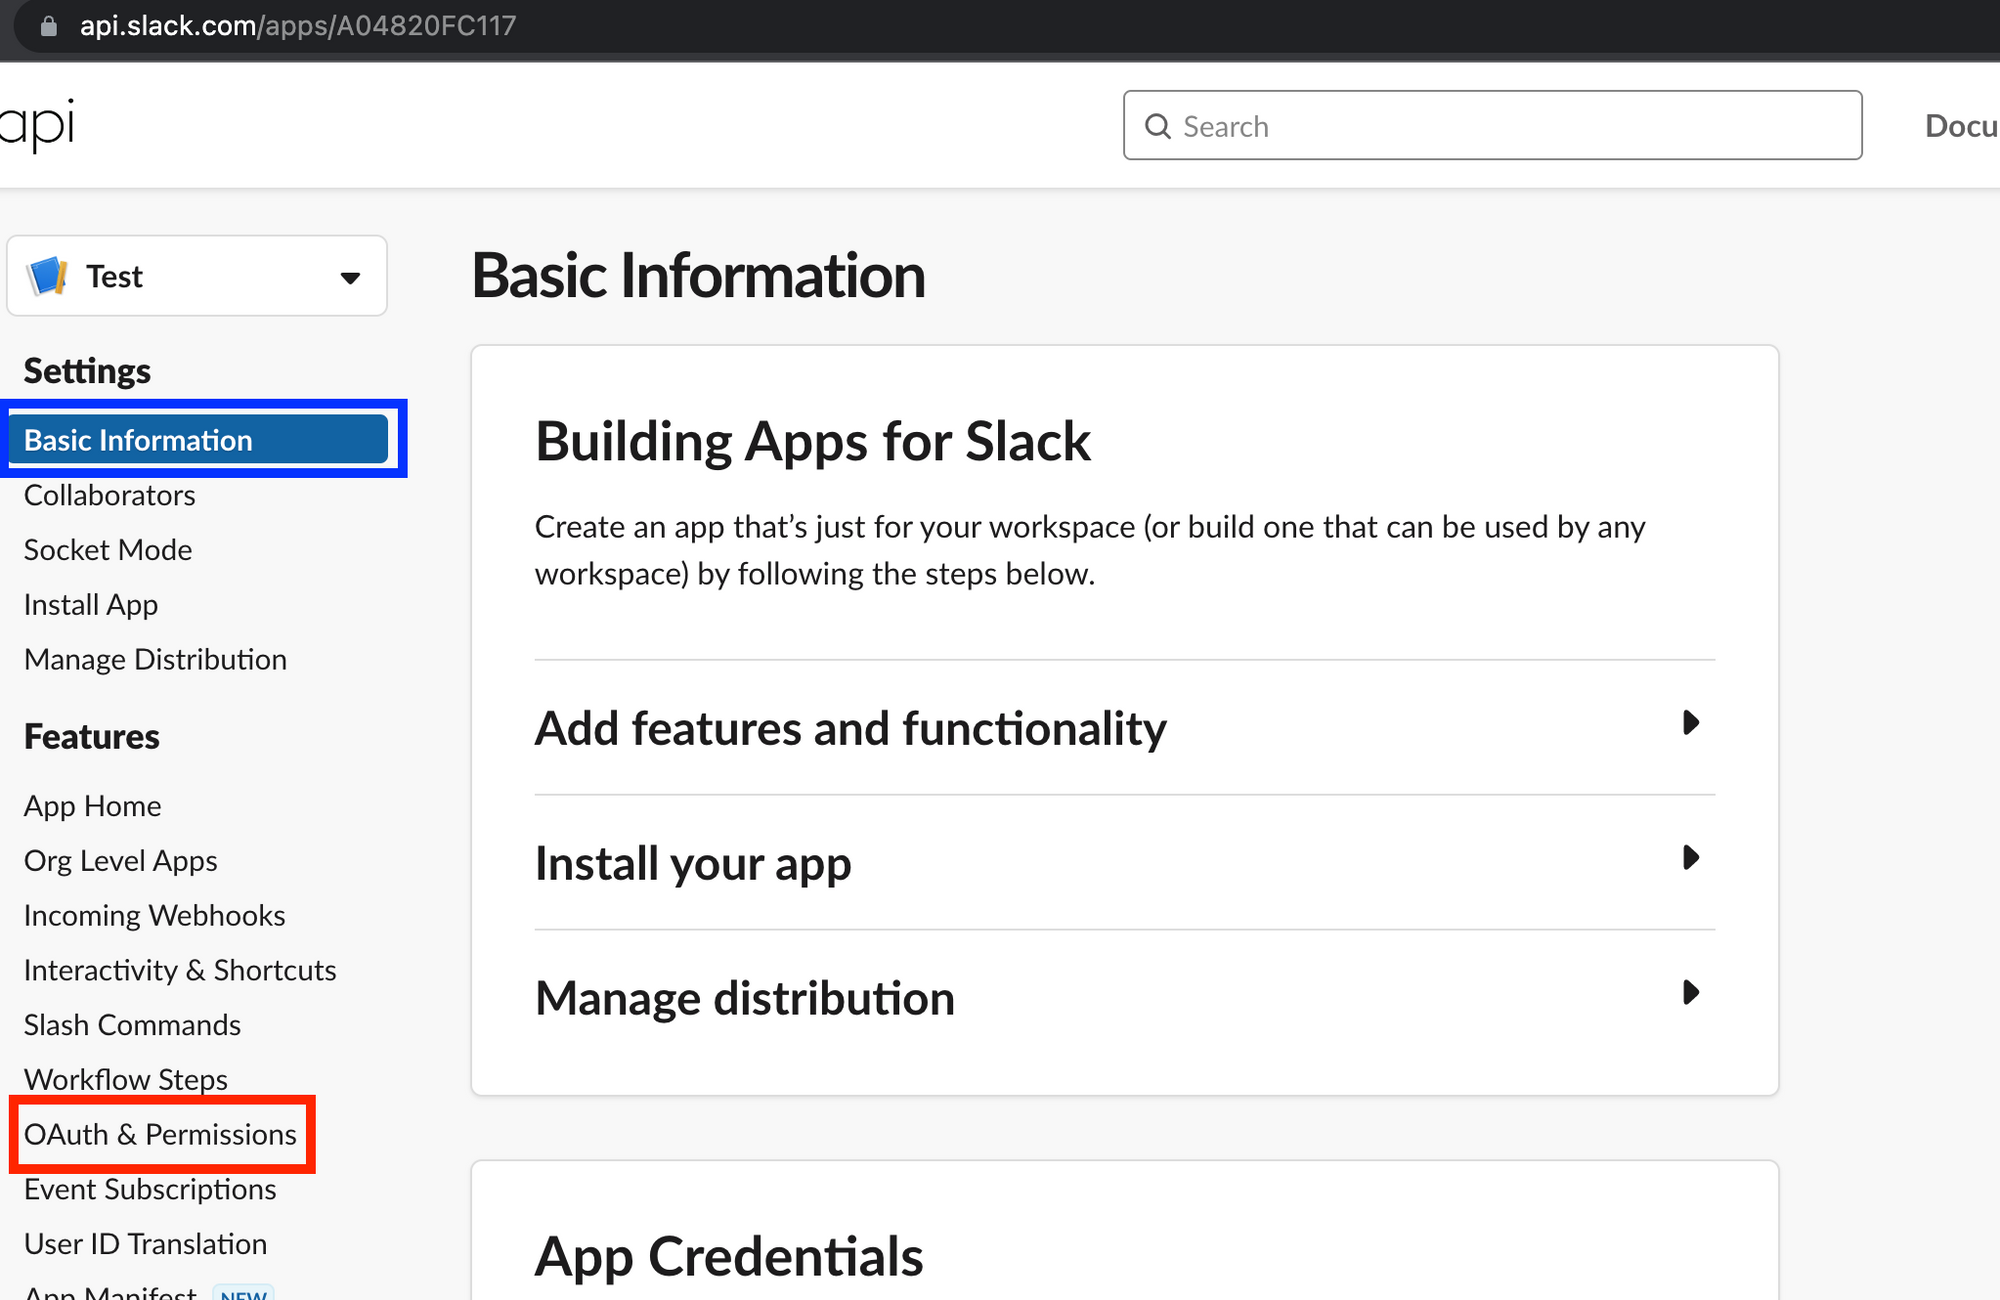 api.slack.com/apps/A04820FC117
api
Search
Docu
Test
Settings
Basic Information
Collaborators
Socket Mode
Install App
Manage Distribution
Features
App Home
Org Level Apps
Incoming Webhooks
Interactivity & Shortcuts
Slash Commands
Workflow Steps
OAuth & Permissions
Event Subscriptions
User ID Translation
App Manifest NEW
Basic Information
Building Apps for Slack
Create an app that’s just for your workspace (or build one that can be used by any
workspace) by following the steps below.
Add features and functionality
Install your app
Manage distribution
App Credentials